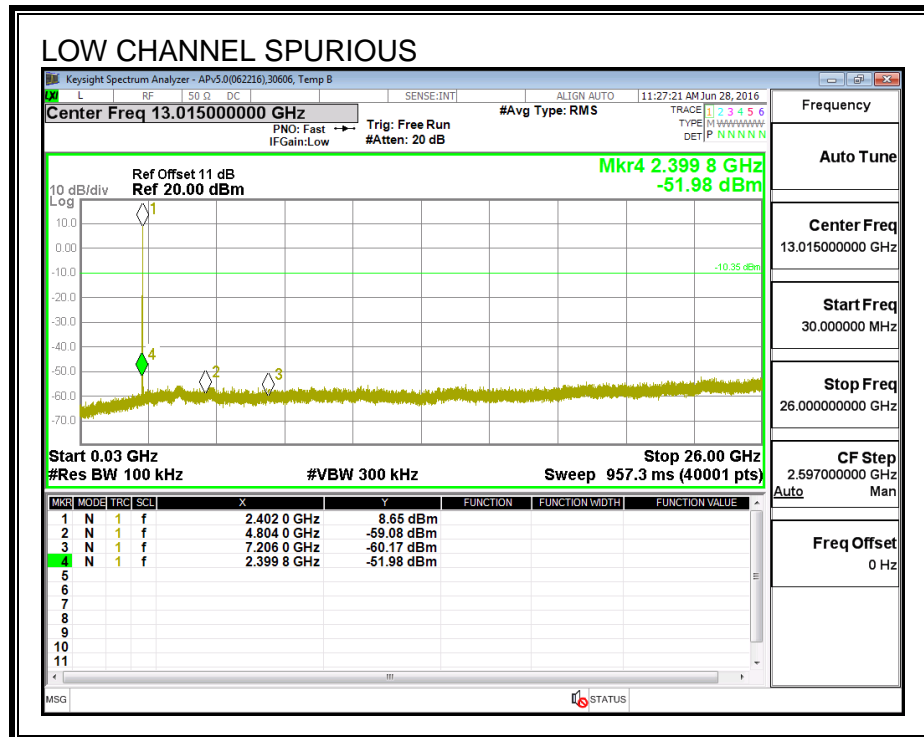 LOW CHANNEL SPURIOUS
Keysight Spectrum Analyzer - APv5.0(062216),30606, Temp B
LXI L RF 50 Ω DC SENSE:INT ALIGN AUTO 11:27:21 AM Jun 28, 2016
Center Freq 13.015000000 GHz
#Avg Type: RMS
TRACE 1 2 3 4 5 6
PNO: Fast Trig: Free Run
TYPE M WWWWW
IFGain:Low #Atten: 20 dB
DET P N N N N N
Mkr4 2.399 8 GHz
-51.98 dBm
Ref Offset 11 dB
10 dB/div Ref 20.00 dBm
Log
10.0
0.00
-10.0
-20.0
-30.0
-40.0
-50.0
-60.0
-70.0
1
-10.35 dBm
4
2
3
Start 0.03 GHz Stop 26.00 GHz
#Res BW 100 kHz #VBW 300 kHz Sweep 957.3 ms (40001 pts)
MKR MODE TRC SCL X Y FUNCTION FUNCTION WIDTH FUNCTION VALUE
1 N 1 f 2.402 0 GHz 8.65 dBm
2 N 1 f 4.804 0 GHz -59.08 dBm
3 N 1 f 7.206 0 GHz -60.17 dBm
4 N 1 f 2.399 8 GHz -51.98 dBm
5
6
7
8
9
10
11
MSG STATUS
Frequency
Auto Tune
Center Freq
13.015000000 GHz
Start Freq
30.000000 MHz
Stop Freq
26.000000000 GHz
CF Step
2.597000000 GHz
Auto Man
Freq Offset
0 Hz